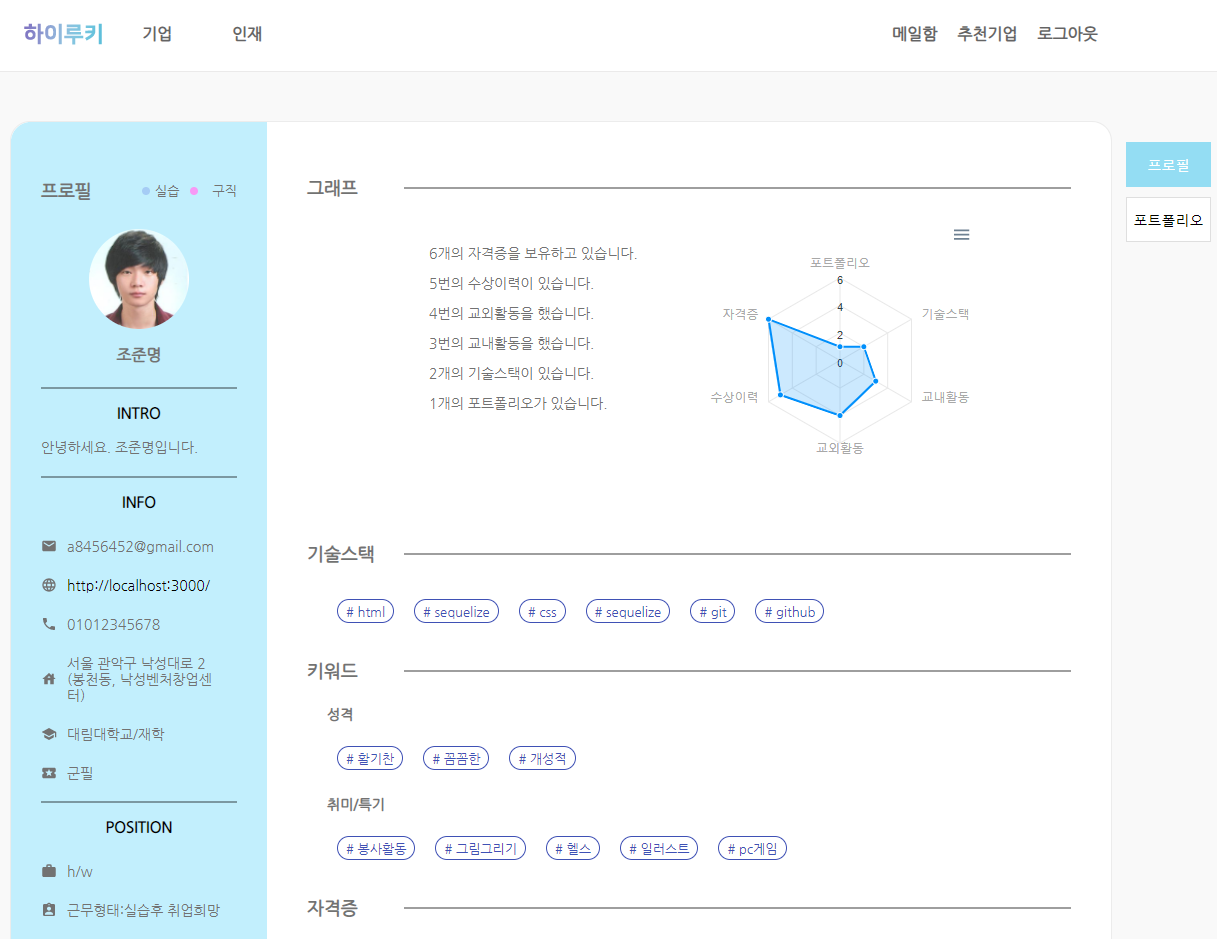 하이루키 기업 인재 메일함 추천기업 로그아웃
프로필 실습 구직
조준명
INTRO
안녕하세요. 조준명입니다.
INFO
a8456452@gmail.com
http://localhost:3000/
01012345678
서울 관악구 낙성대로 2
(봉천동, 낙성벤처창업센
터)
대림대학교/재학
군필
POSITION
h/w
근무형태:실습후 취업희망
그래프
6개의 자격증을 보유하고 있습니다.
5번의 수상이력이 있습니다.
4번의 교외활동을 했습니다.
3번의 교내활동을 했습니다.
2개의 기술스택이 있습니다.
1개의 포트폴리오가 있습니다.
포트폴리오
6
자격증 4 기술스택
2
0
수상이력 교내활동
교외활동
기술스택
# html # sequelize # css # sequelize # git # github
키워드
성격
# 활기찬 # 꼼꼼한 # 개성적
취미/특기
# 봉사활동 # 그림그리기 # 헬스 # 일러스트 # pc게임
자격증
프로필
포트폴리오